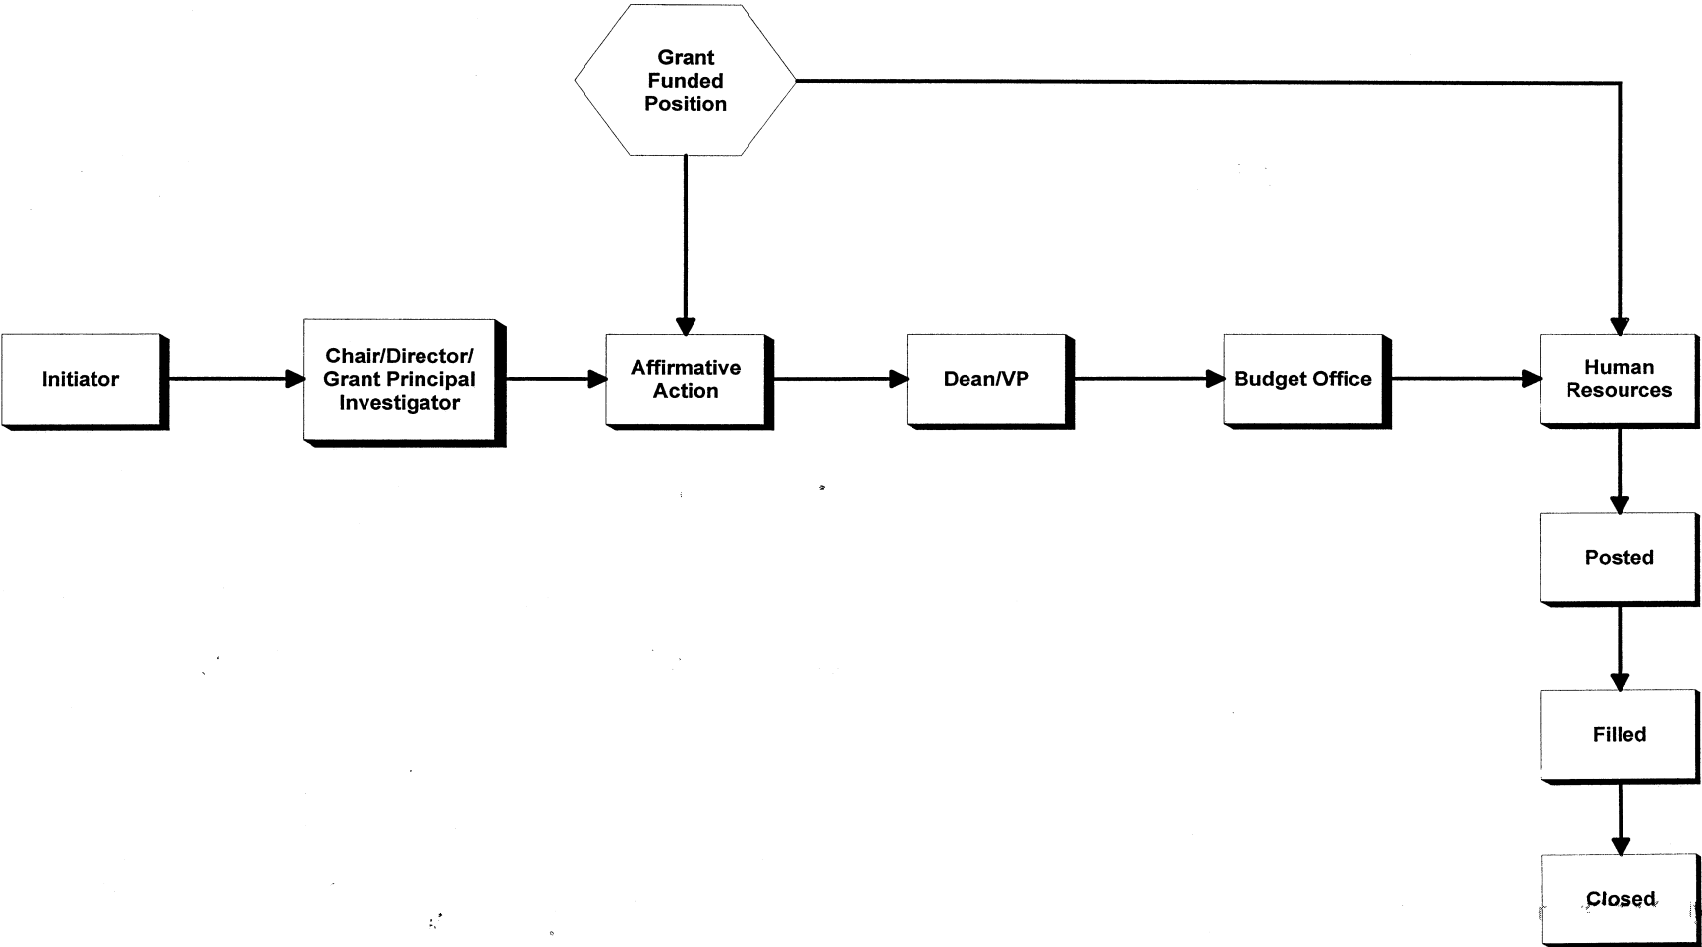 Grant
Funded
Position
Initiator
Chair/Director/
Grant Principal
Investigator
Affirmative
Action
Dean/VP
Budget Office
Human
Resources
Posted
Filled
Closed